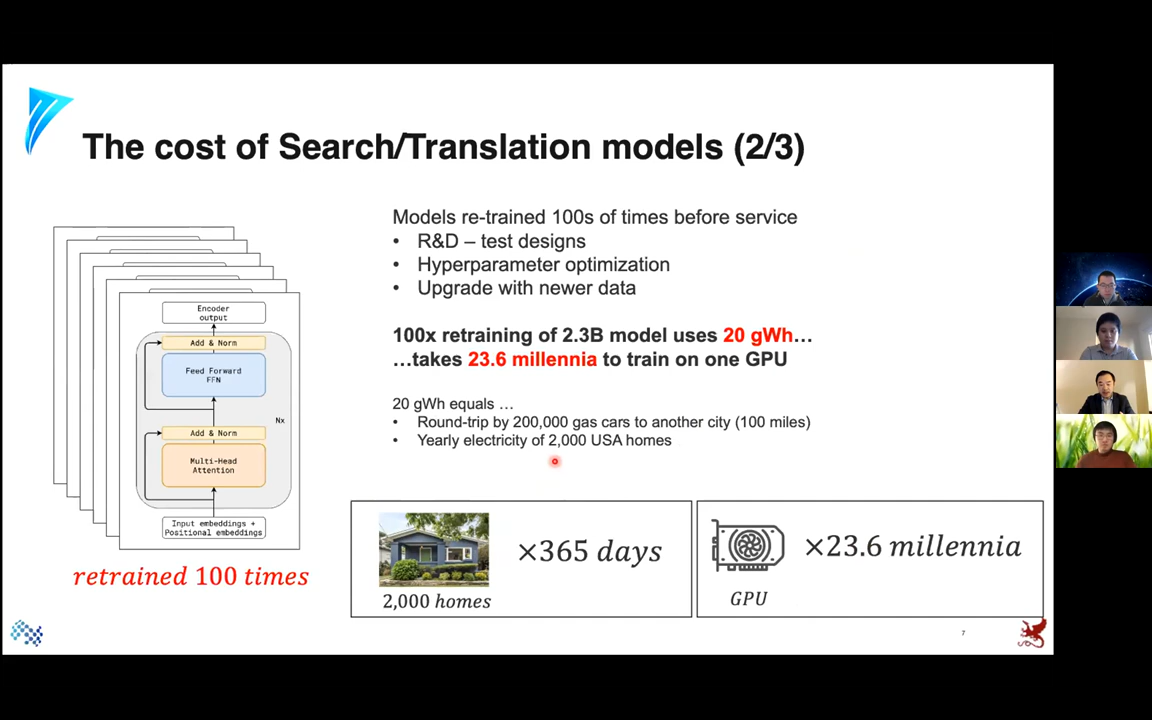 The cost of Search/Translation models (2/3)
Models re-trained 100s of times before service
• R&D – test designs
• Hyperparameter optimization
• Upgrade with newer data
100x retraining of 2.3B model uses 20 gWh…
…takes 23.6 millennia to train on one GPU
20 gWh equals …
• Round-trip by 200,000 gas cars to another city (100 miles)
• Yearly electricity of 2,000 USA homes
Encoder
output
Add & Norm
Feed Forward
FFN
Nx
Add & Norm
Multi-Head
Attention
Input embeddings +
Positional embeddings
retrained 100 times
×365 days
2,000 homes
×23.6 millennia
GPU
7